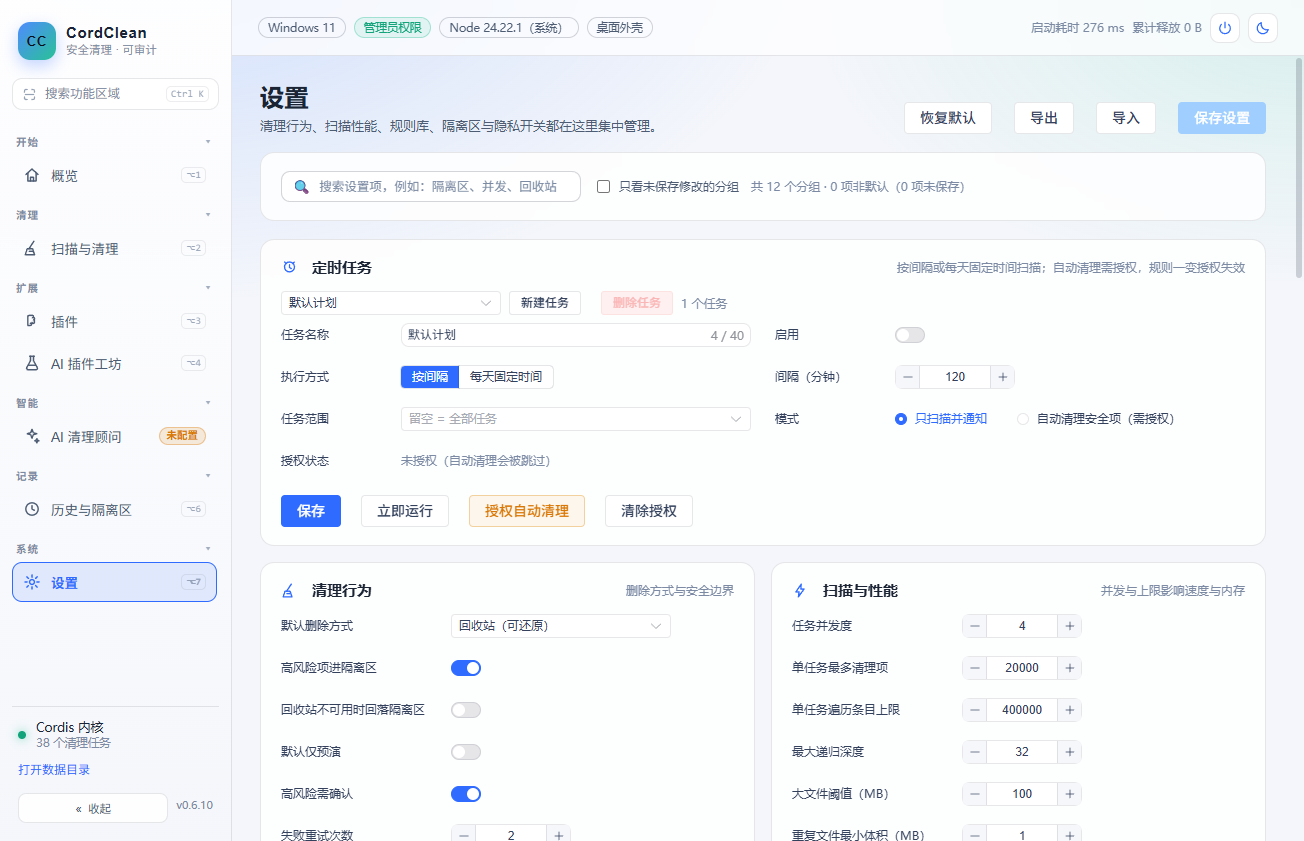 CC
CordClean
安全清理 · 可审计
搜索功能区域 Ctrl K
开始
概览 ⌥1
清理
扫描与清理 ⌥2
扩展
插件 ⌥3
AI 插件工坊 ⌥4
智能
AI 清理顾问 未配置
记录
历史与隔离区 ⌥6
系统
设置 ⌥7
Cordis 内核
38 个清理任务
打开数据目录
« 收起 v0.6.10
Windows 11 管理员权限 Node 24.22.1（系统） 桌面外壳 启动耗时 276 ms 累计释放 0 B
设置
清理行为、扫描性能、规则库、隔离区与隐私开关都在这里集中管理。
恢复默认 导出 导入 保存设置
搜索设置项，例如：隔离区、并发、回收站 只看未保存修改的分组 共 12 个分组 · 0 项非默认（0 项未保存）
定时任务 按间隔或每天固定时间扫描；自动清理需授权，规则一变授权失效
默认计划 新建任务 删除任务 1 个任务
任务名称 默认计划 4 / 40 启用
执行方式 按间隔 每天固定时间 间隔（分钟） 120
任务范围 留空 = 全部任务 模式 只扫描并通知 自动清理安全项（需授权）
授权状态 未授权（自动清理会被跳过）
保存 立即运行 授权自动清理 清除授权
清理行为 删除方式与安全边界
默认删除方式 回收站（可还原）
高风险项进隔离区
回收站不可用时回落隔离区
默认仅预演
高风险需确认
失败重试次数 2
扫描与性能 并发与上限影响速度与内存
任务并发度 4
单任务最多清理项 20000
单任务遍历条目上限 400000
最大递归深度 32
大文件阈值（MB） 100
重复文件最小体积（MB） 1